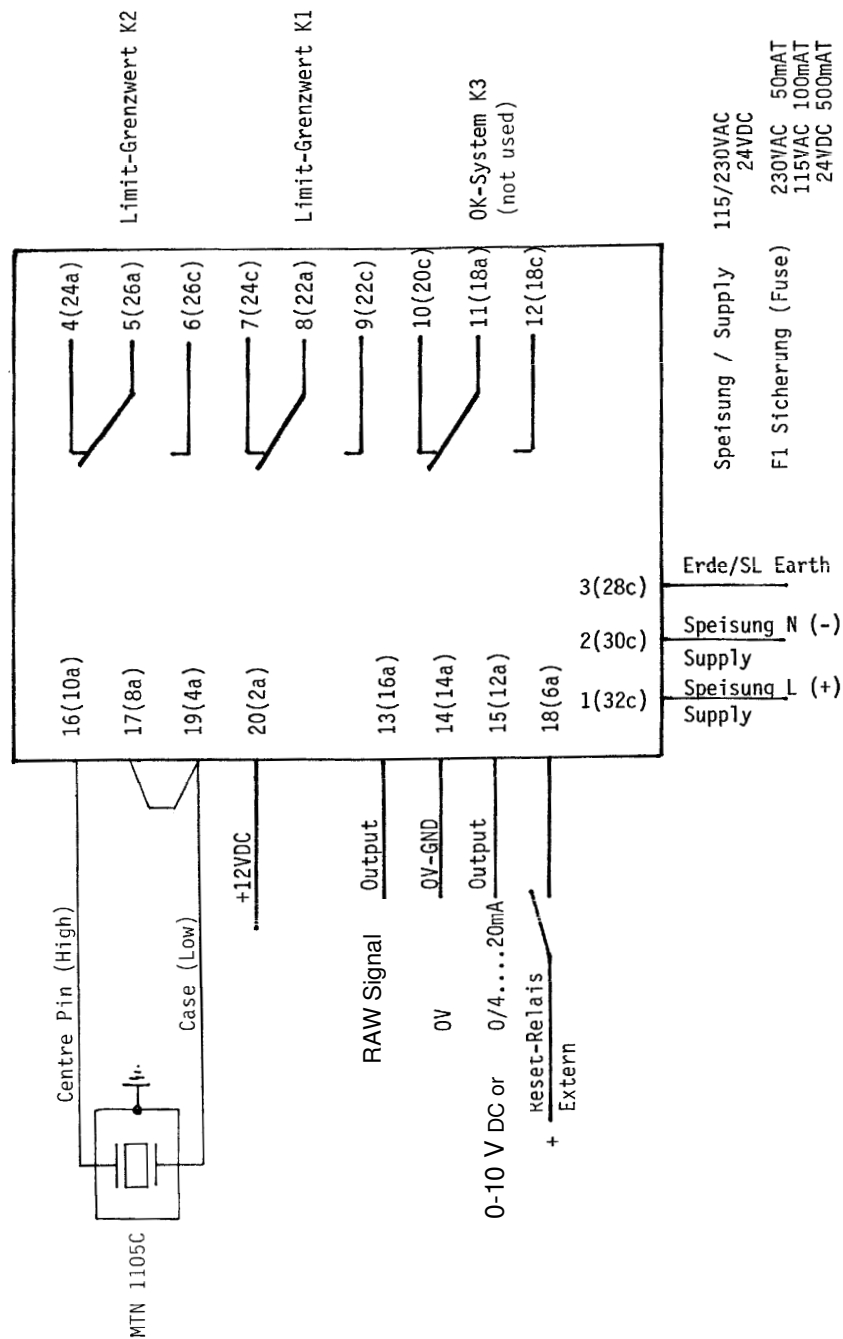 MTN 1105C
Centre Pin (High)
Case (Low)
+12VDC
RAW Signal
Output
0V
0V-GND
0-10 V DC or
0/4....20mA
Output
Reset-Relais
Extern
+
16(10a)
17(8a)
19(4a)
20(2a)
13(16a)
14(14a)
15(12a)
18(6a)
4(24a)
5(26a)
6(26c)
7(24c)
8(22a)
9(22c)
10(20c)
11(18a)
12(18c)
Limit-Grenzwert K2
Limit-Grenzwert K1
OK-System K3
(not used)
3(28c)
Erde/SL Earth
2(30c)
Speisung N (-)
Supply
1(32c)
Speisung L (+)
Supply
Speisung / Supply 115/230VAC
24VDC
F1 Sicherung (Fuse) 230VAC 50mAT
115VAC 100mAT
24VDC 500mAT